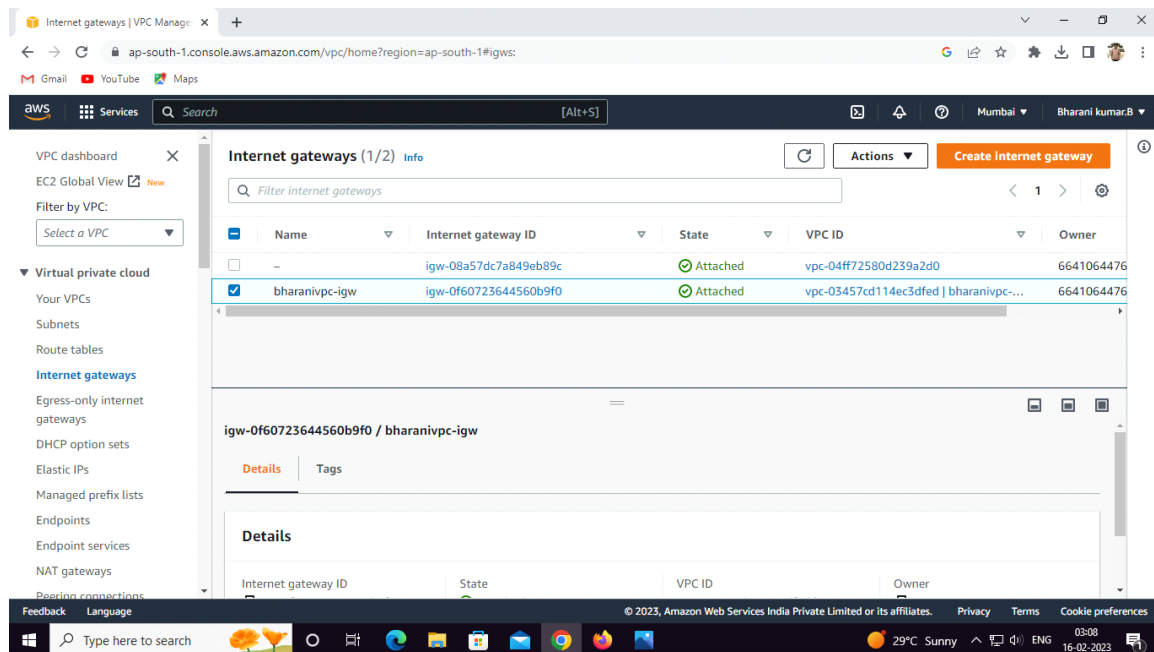 Internet gateways | VPC Manage
ap-south-1.console.aws.amazon.com/vpc/home?region=ap-south-1#igws:
Gmail YouTube Maps
aws Services Search [Alt+S] Mumbai ▼ Bharani kumar.B ▼
VPC dashboard
EC2 Global View New
Filter by VPC:
Select a VPC
Virtual private cloud
Your VPCs
Subnets
Route tables
Internet gateways
Egress-only internet
gateways
DHCP option sets
Elastic IPs
Managed prefix lists
Endpoints
Endpoint services
NAT gateways
Peering connections
Internet gateways (1/2) Info
Actions ▼ Create internet gateway
Filter internet gateways
1
Name Internet gateway ID State VPC ID Owner
– igw-08a57dc7a849eb89c Attached vpc-04ff72580d239a2d0 6641064476
bharanivpc-igw igw-0f60723644560b9f0 Attached vpc-03457cd114ec3dfed | bharanivpc-... 6641064476
igw-0f60723644560b9f0 / bharanivpc-igw
Details Tags
Details
Internet gateway ID State VPC ID Owner
Feedback Language © 2023, Amazon Web Services India Private Limited or its affiliates. Privacy Terms Cookie preferences
Type here to search 29°C Sunny ENG 03:08
16-02-2023
1